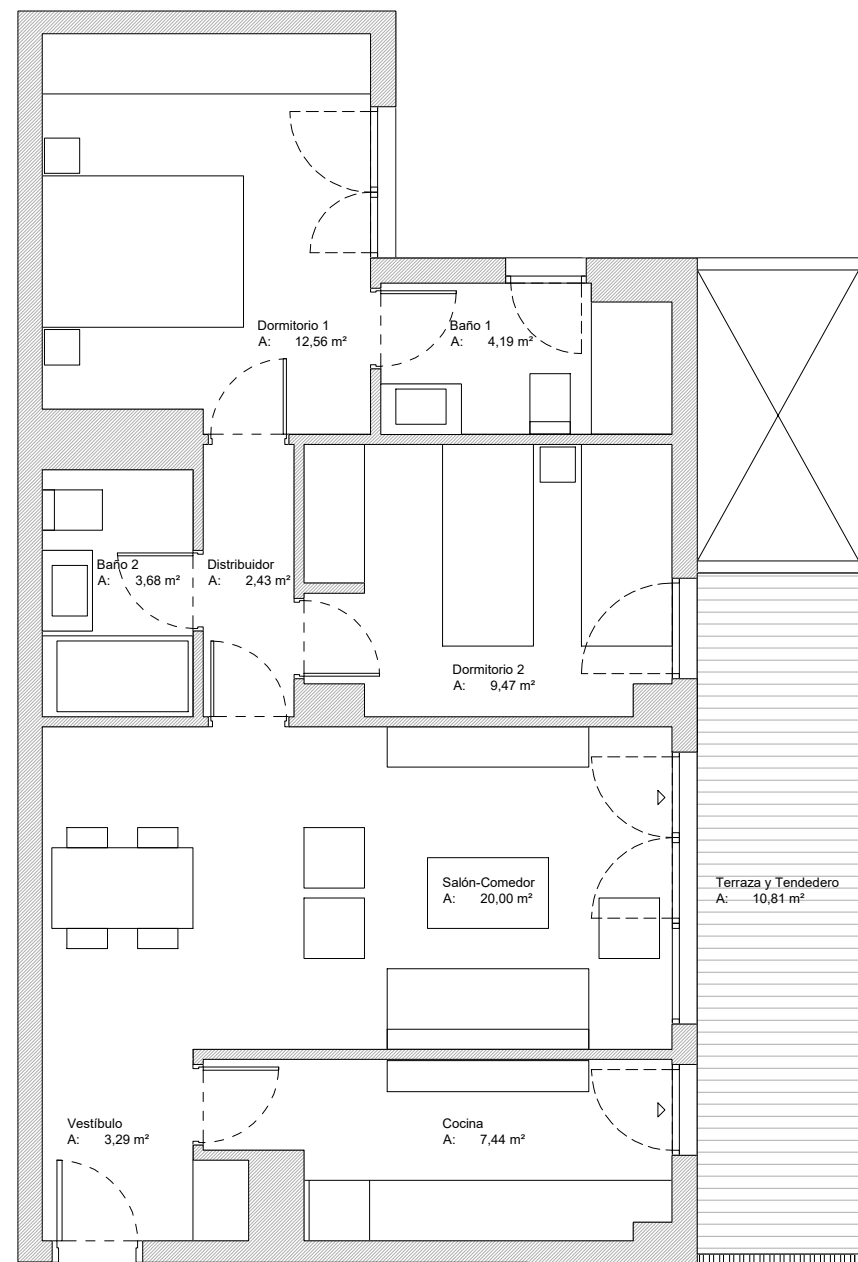 Dormitorio 1
A: 12,56 m²
Baño 1
A: 4,19 m²
Baño 2
A: 3,68 m²
Distribuidor
A: 2,43 m²
Dormitorio 2
A: 9,47 m²
Salón-Comedor
A: 20,00 m²
Terraza y Tendedero
A: 10,81 m²
Vestíbulo
A: 3,29 m²
Cocina
A: 7,44 m²